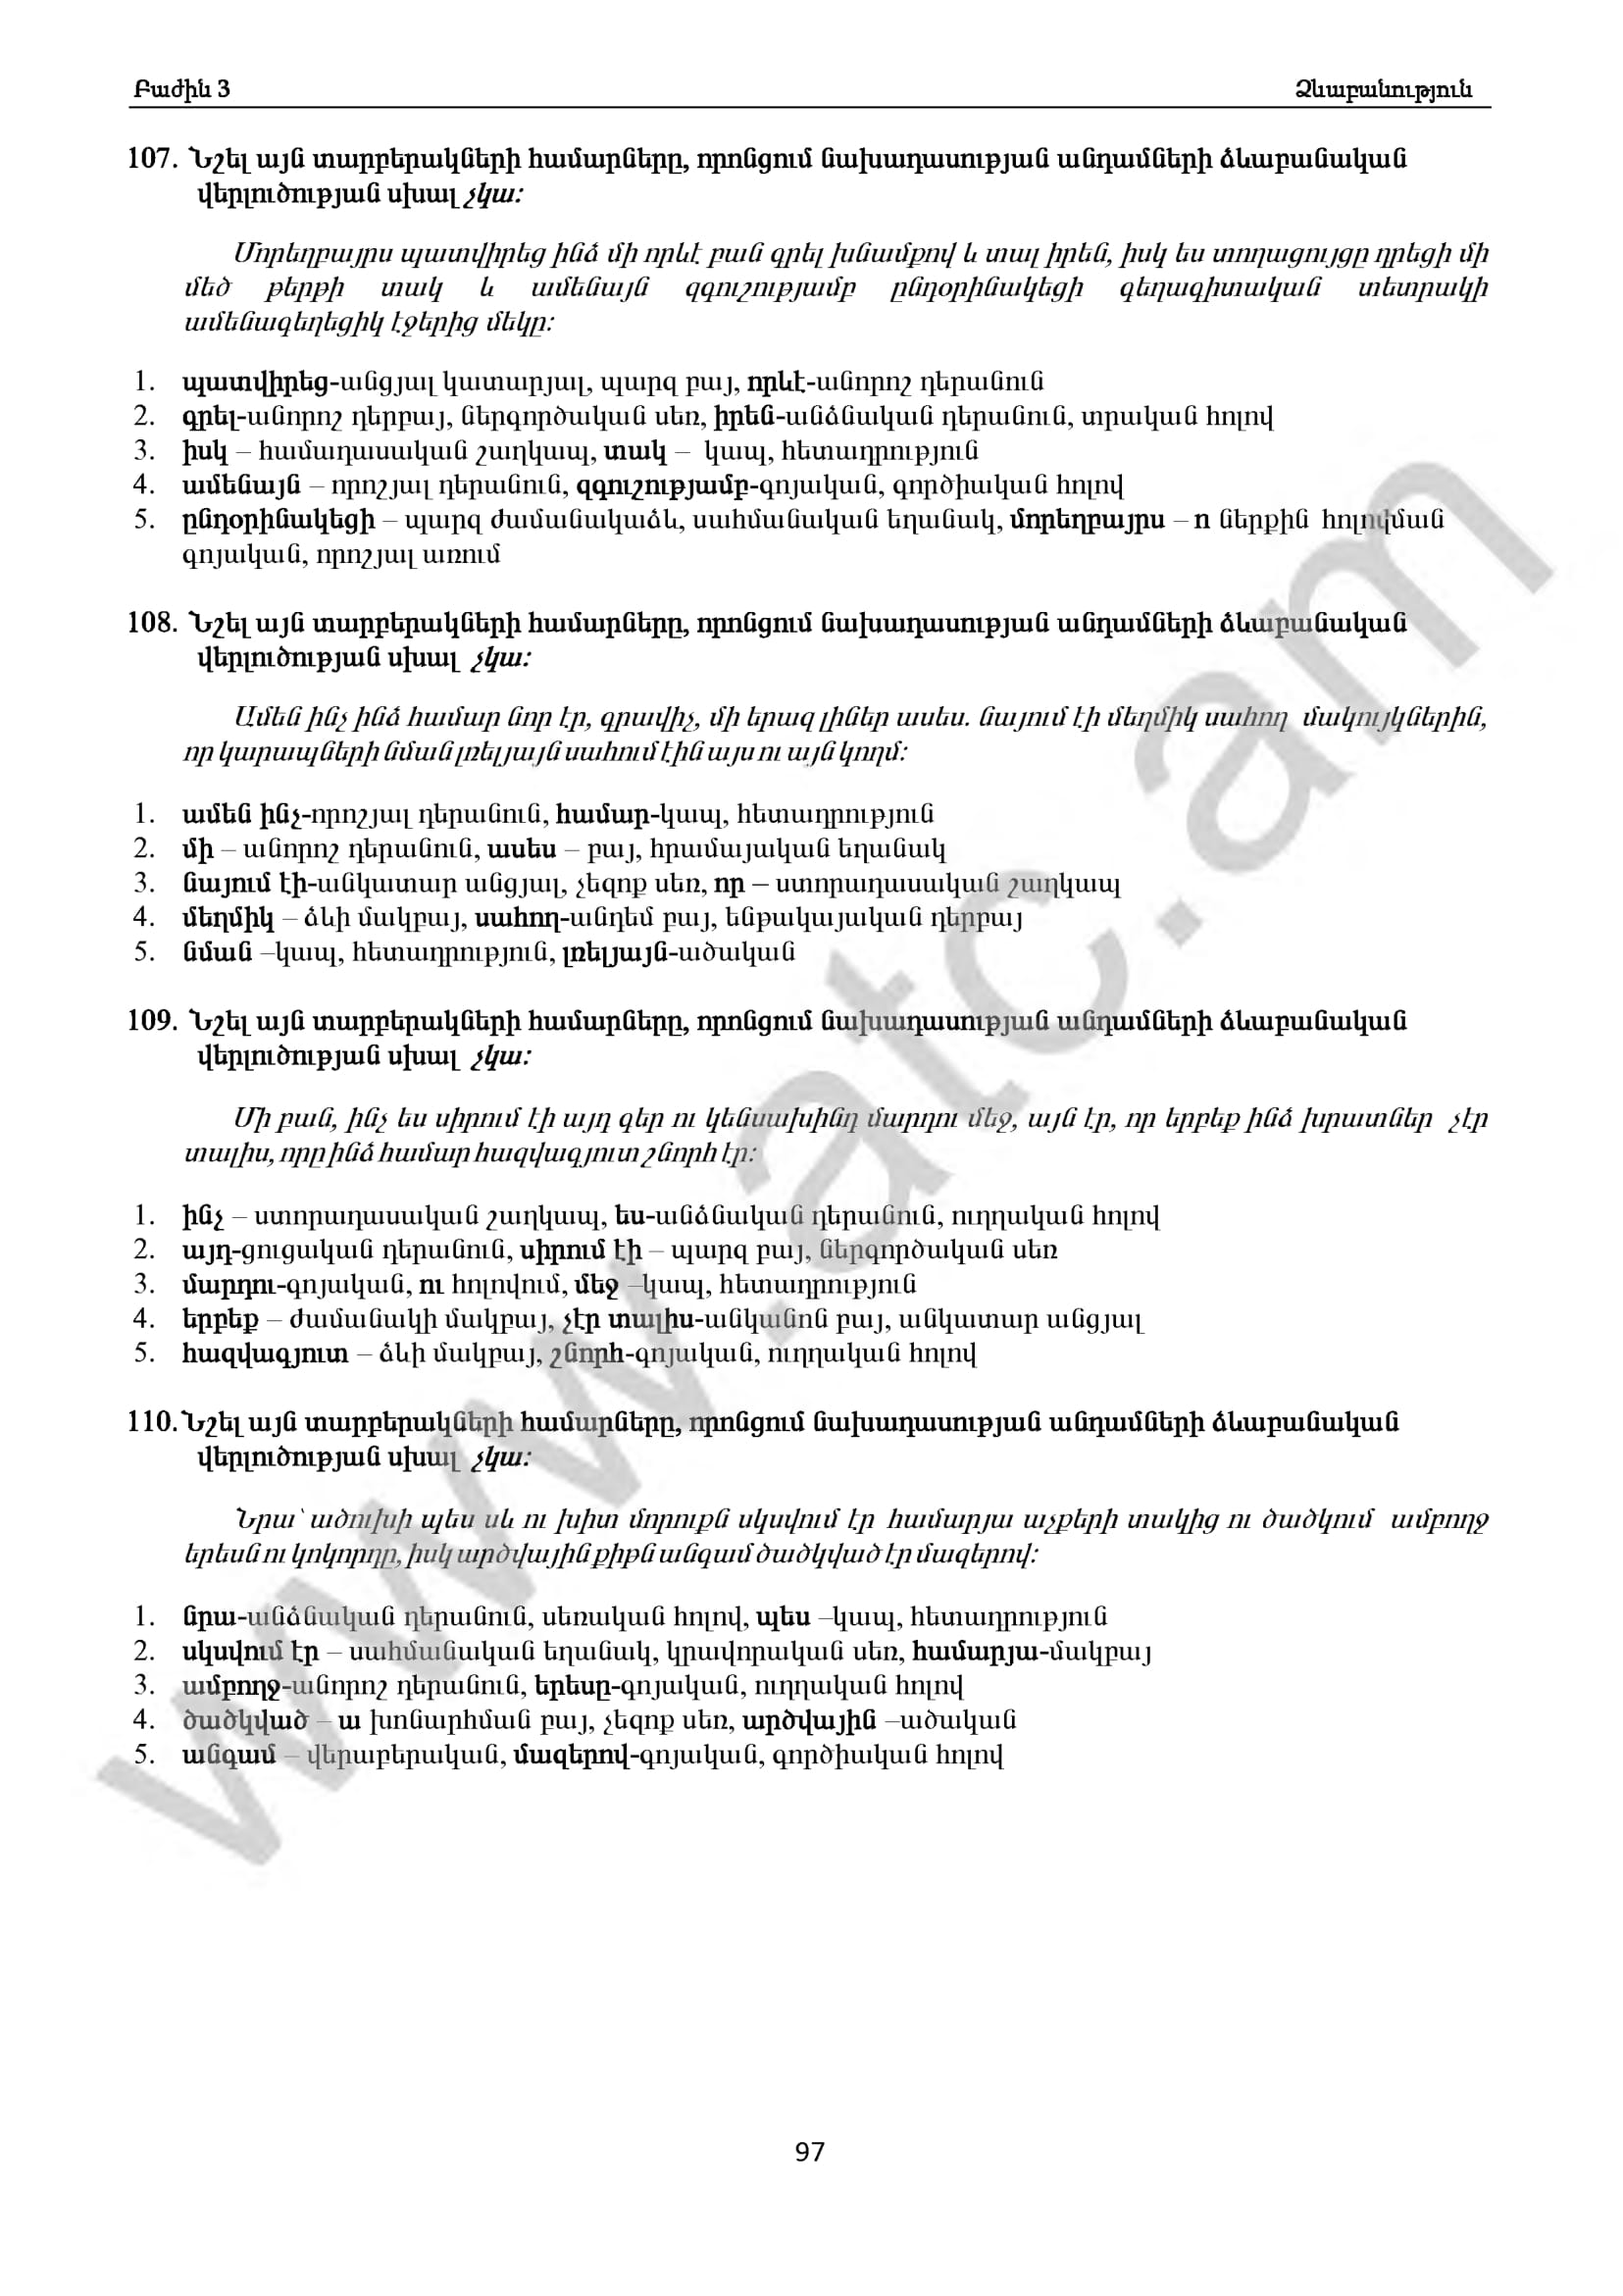 Բաժին 3 Ձևաբանություն
107. Նշել այն տարբերակների համարները, որոնցում նախադասության անդամների ձևաբանական
վերլուծության սխալ չկա:
Մորեղբայրս պատվիրեց ինձ մի որևէ բան գրել խնամքով և տալ իրեն, իսկ ես տողացույցը դրեցի մի
մեծ թերթի տակ և ամենայն զգուշությամբ ընդօրինակեցի գեղագիտական տետրակի
ամենագեղեցիկ էջերից մեկը:
1. պատվիրեց-անցյալ կատարյալ, պարզ բայ, որևէ-անորոշ դերանուն
2. գրել-անորոշ դերբայ, ներգործական սեռ, իրեն-անձնական դերանուն, տրական հոլով
3. իսկ – համադասական շաղկապ, տակ – կապ, հետադրություն
4. ամենայն – որոշյալ դերանուն, զգուշությամբ-գոյական, գործիական հոլով
5. ընդօրինակեցի – պարզ ժամանակաձև, սահմանական եղանակ, մորեղբայրս – ո ներքին հոլովման
գոյական, որոշյալ առում
108. Նշել այն տարբերակների համարները, որոնցում նախադասության անդամների ձևաբանական
վերլուծության սխալ չկա:
Ամեն ինչ ինձ համար նոր էր, գրավիչ, մի երազ լիներ ասես. նայում էի մեղմիկ սահող մակույկներին,
որ կարապների նման լռելյայն սահում էին այս ու այն կողմ:
1. ամեն ինչ-որոշյալ դերանուն, համար-կապ, հետադրություն
2. մի – անորոշ դերանուն, ասես – բայ, հրամայական եղանակ
3. նայում էի-անկատար անցյալ, չեզոք սեռ, որ – ստորադասական շաղկապ
4. մեղմիկ – ձևի մակբայ, սահող-անդեմ բայ, ենթակայական դերբայ
5. նման –կապ, հետադրություն, լռելյայն-ածական
109. Նշել այն տարբերակների համարները, որոնցում նախադասության անդամների ձևաբանական
վերլուծության սխալ չկա:
Մի բան, ինչ ես սիրում էի այդ գեր ու կենսախինդ մարդու մեջ, այն էր, որ երբեք ինձ խրատներ չէր
տալիս, որը ինձ համար հազվագյուտ շնորհ էր:
1. ինչ – ստորադասական շաղկապ, ես-անձնական դերանուն, ուղղական հոլով
2. այդ-ցուցական դերանուն, սիրում էի – պարզ բայ, ներգործական սեռ
3. մարդու-գոյական, ու հոլովում, մեջ –կապ, հետադրություն
4. երբեք – ժամանակի մակբայ, չէր տալիս-անկանոն բայ, անկատար անցյալ
5. հազվագյուտ – ձևի մակբայ, շնորհ-գոյական, ուղղական հոլով
110. Նշել այն տարբերակների համարները, որոնցում նախադասության անդամների ձևաբանական
վերլուծության սխալ չկա:
Նրա՝ ածուխի պես սև ու խիտ մորուքն սկսվում էր համարյա աչքերի տակից ու ծածկում ամբողջ
երեսն ու կոկորդը, իսկ արծվային քիթն անգամ ծածկված էր մազերով:
1. նրա-անձնական դերանուն, սեռական հոլով, պես –կապ, հետադրություն
2. սկսվում էր – սահմանական եղանակ, կրավորական սեռ, համարյա-մակբայ
3. ամբողջ-անորոշ դերանուն, երեսը-գոյական, ուղղական հոլով
4. ծածկված – ա խոնարհման բայ, չեզոք սեռ, արծվային –ածական
5. անգամ – վերաբերական, մազերով-գոյական, գործիական հոլով
97
www.atc.am